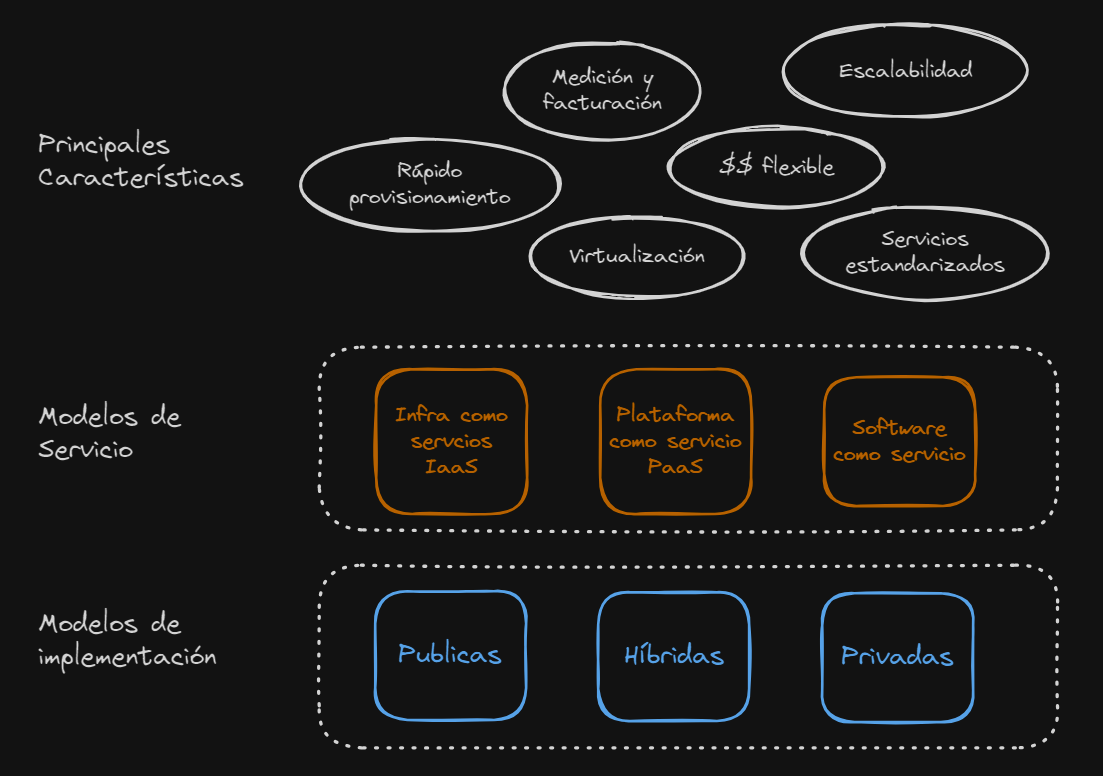 Principales
Características
Medición y
facturación
Escalabilidad
Rápido
provisionamiento
$$ flexible
Virtualización
Servicios
estandarizados
Modelos de
Servicio
Infra como
servcios
IaaS
Plataforma
como servicio
PaaS
Software
como servicio
Modelos de
implementación
Publicas
Híbridas
Privadas